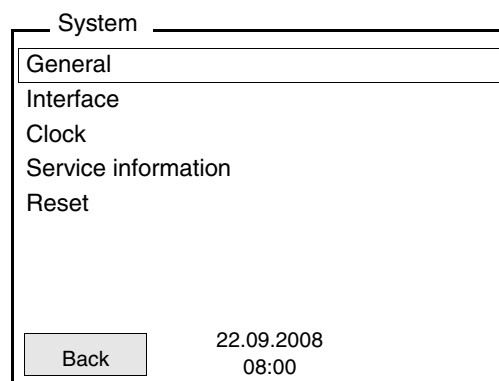 System
General
Interface
Clock
Service information
Reset
22.09.2008
Back
08:00